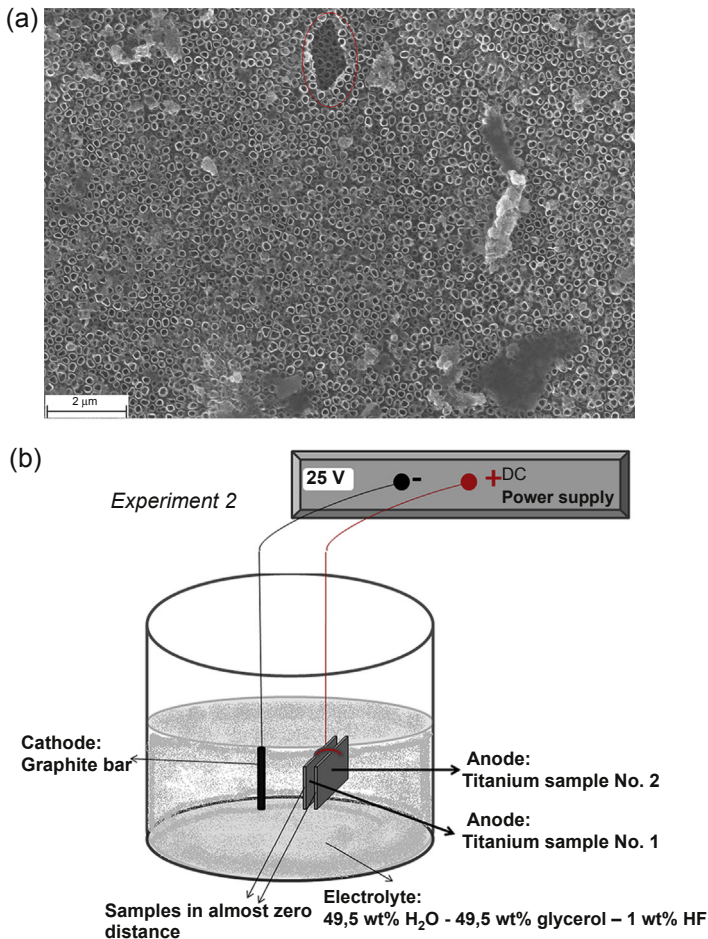 (a)
2 μm
(b)
25 V
-
+DC
Power supply
Experiment 2
Cathode:
Graphite bar
Anode:
Titanium sample No. 2
Anode:
Titanium sample No. 1
Samples in almost zero
distance
Electrolyte:
49,5 wt% H₂O - 49,5 wt% glycerol – 1 wt% HF